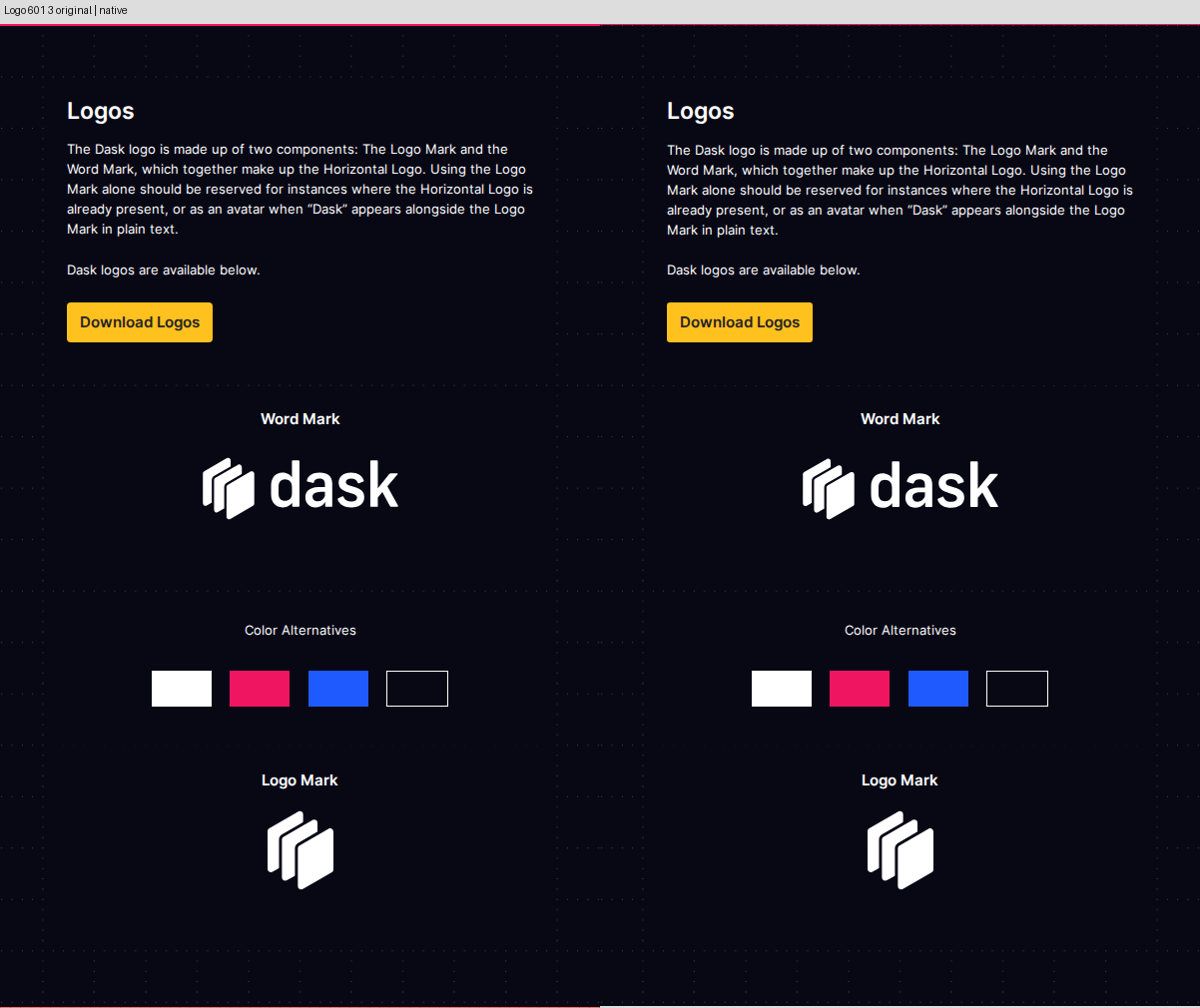 Logo601 3 original | native
Logos
The Dask logo is made up of two components: The Logo Mark and the
Word Mark, which together make up the Horizontal Logo. Using the Logo
Mark alone should be reserved for instances where the Horizontal Logo is
already present, or as an avatar when “Dask” appears alongside the Logo
Mark in plain text.
Dask logos are available below.
Download Logos
Word Mark
dask
Color Alternatives
Logo Mark
Logos
The Dask logo is made up of two components: The Logo Mark and the
Word Mark, which together make up the Horizontal Logo. Using the Logo
Mark alone should be reserved for instances where the Horizontal Logo is
already present, or as an avatar when “Dask” appears alongside the Logo
Mark in plain text.
Dask logos are available below.
Download Logos
Word Mark
dask
Color Alternatives
Logo Mark